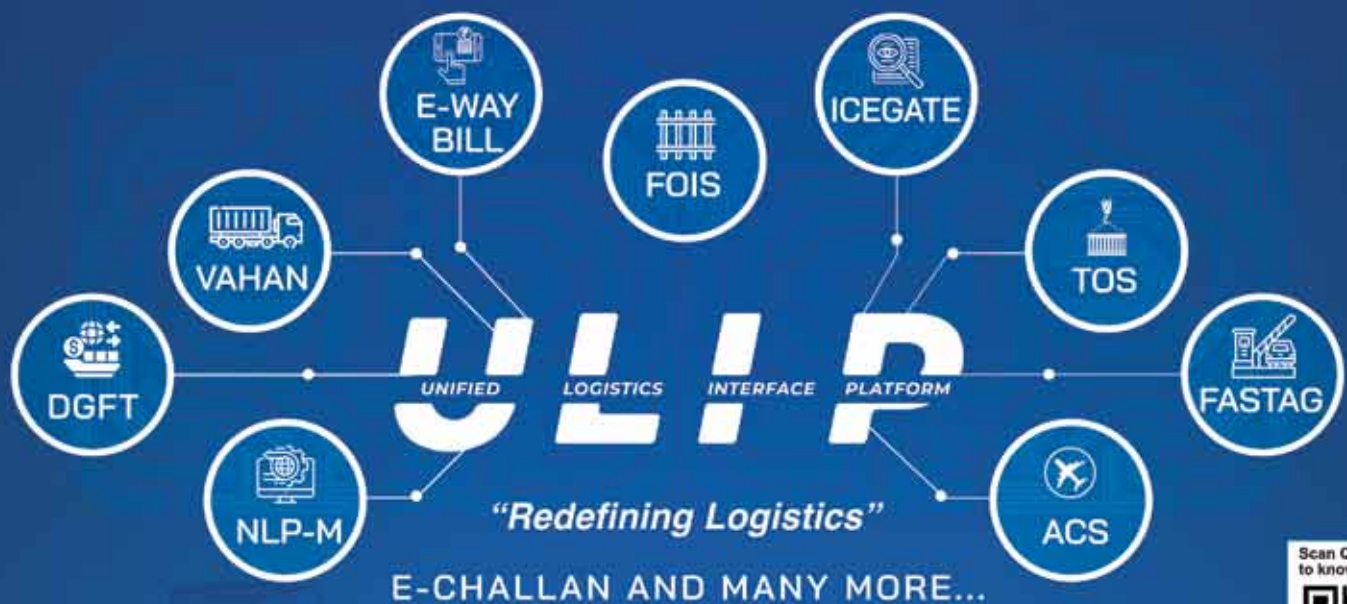 E-WAY
BILL
FOIS
ICEGATE
VAHAN
TOS
DGFT
ULIP
UNIFIED LOGISTICS INTERFACE PLATFORM
FASTAG
NLP-M
"Redefining Logistics"
ACS
E-CHALLAN AND MANY MORE...
Scan
to